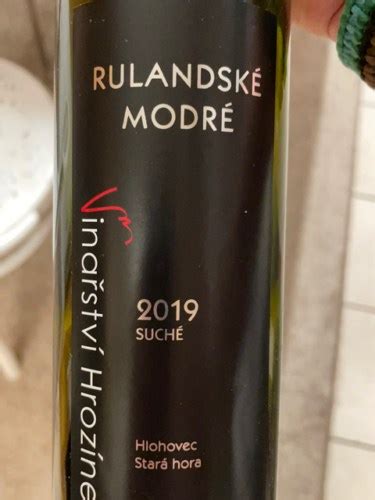 RULANDSKÉ
MODRÉ
Vinařství Hrozíne
2019
SUCHÉ
Hlohovec
Stará hora